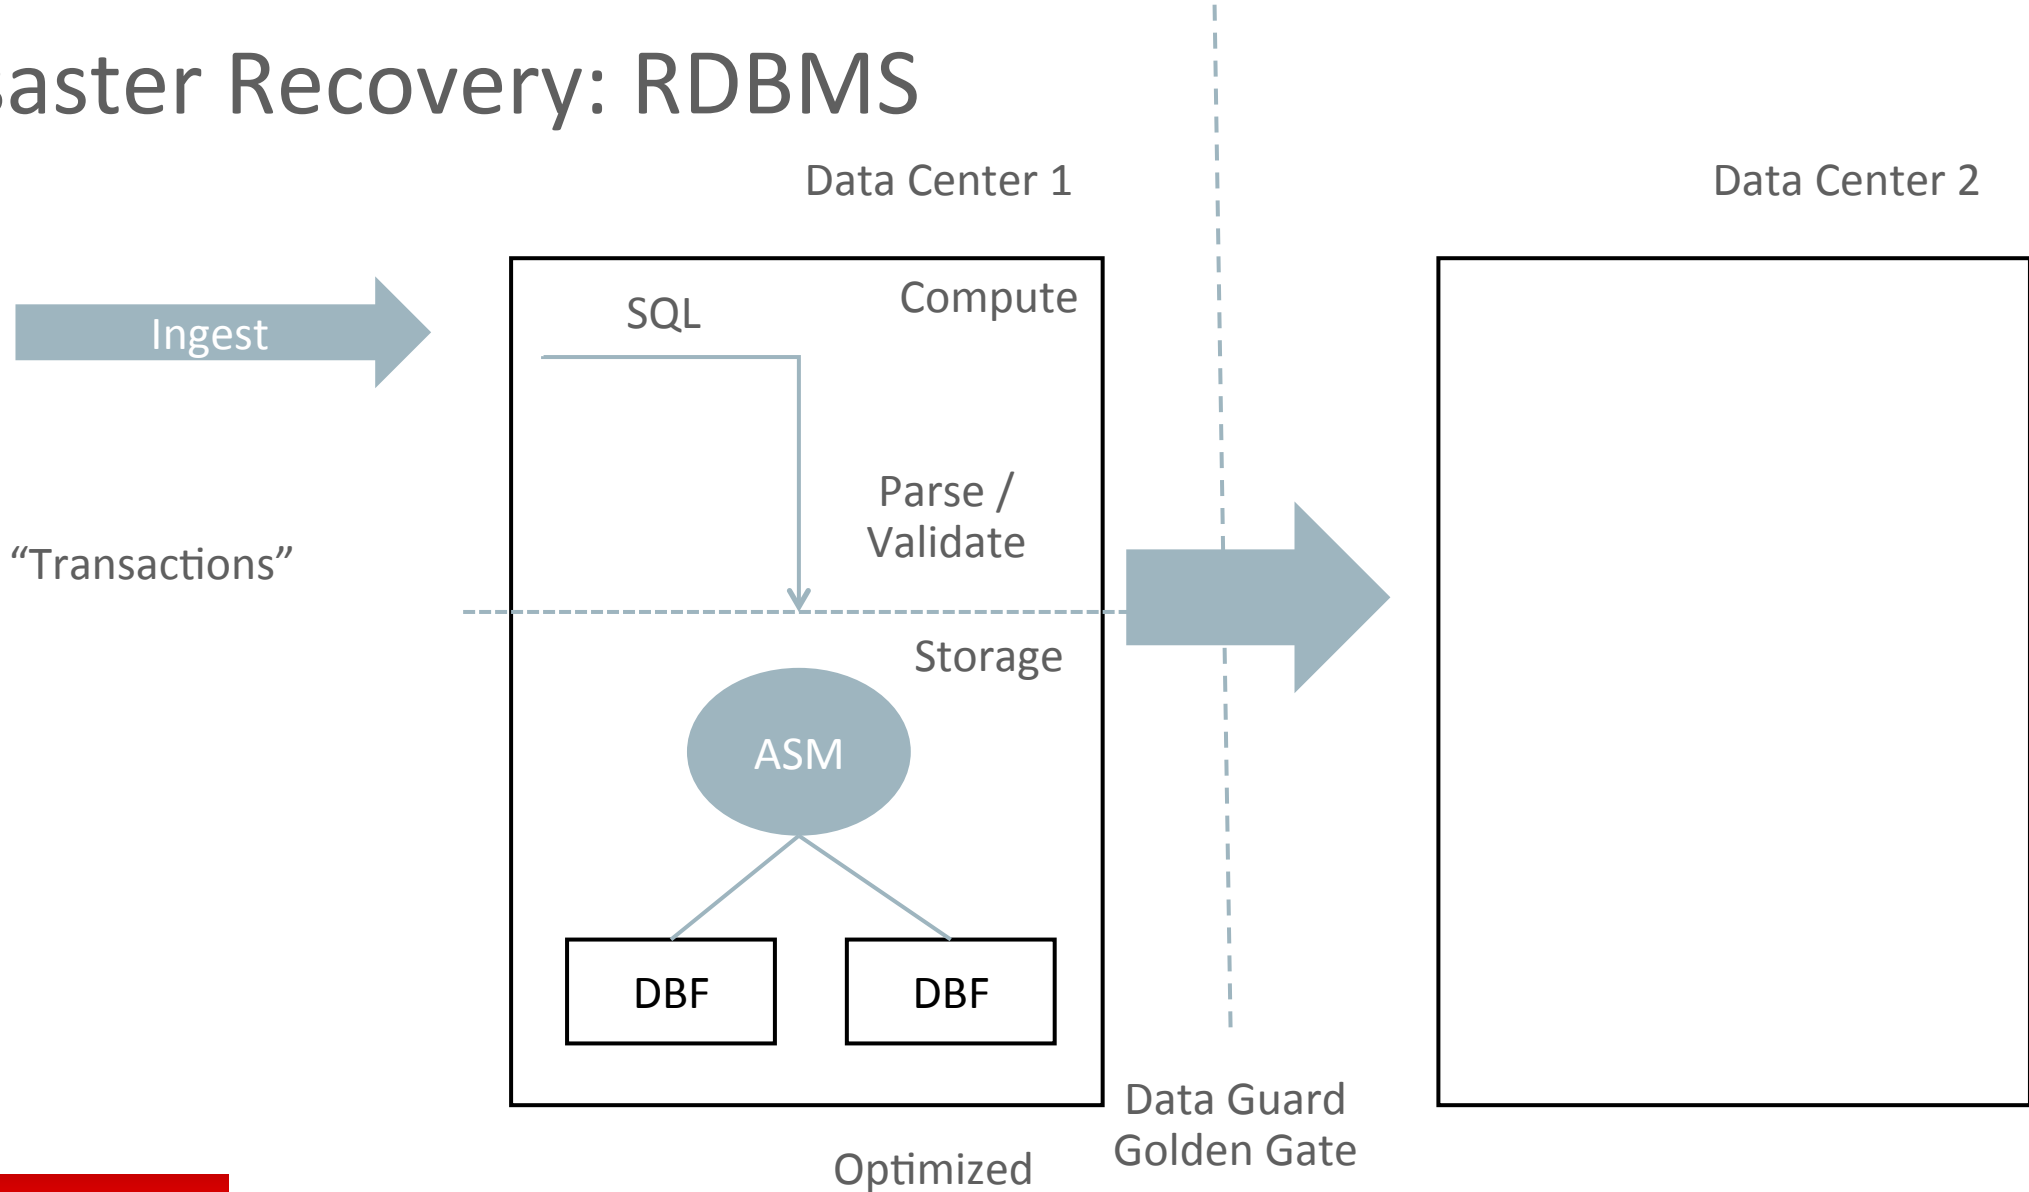 saster Recovery: RDBMS
Data Center 1
Data Center 2
Ingest
SQL
Compute
Parse /
Validate
“Transactions”
Storage
ASM
DBF
DBF
Data Guard
Golden Gate
Optimized